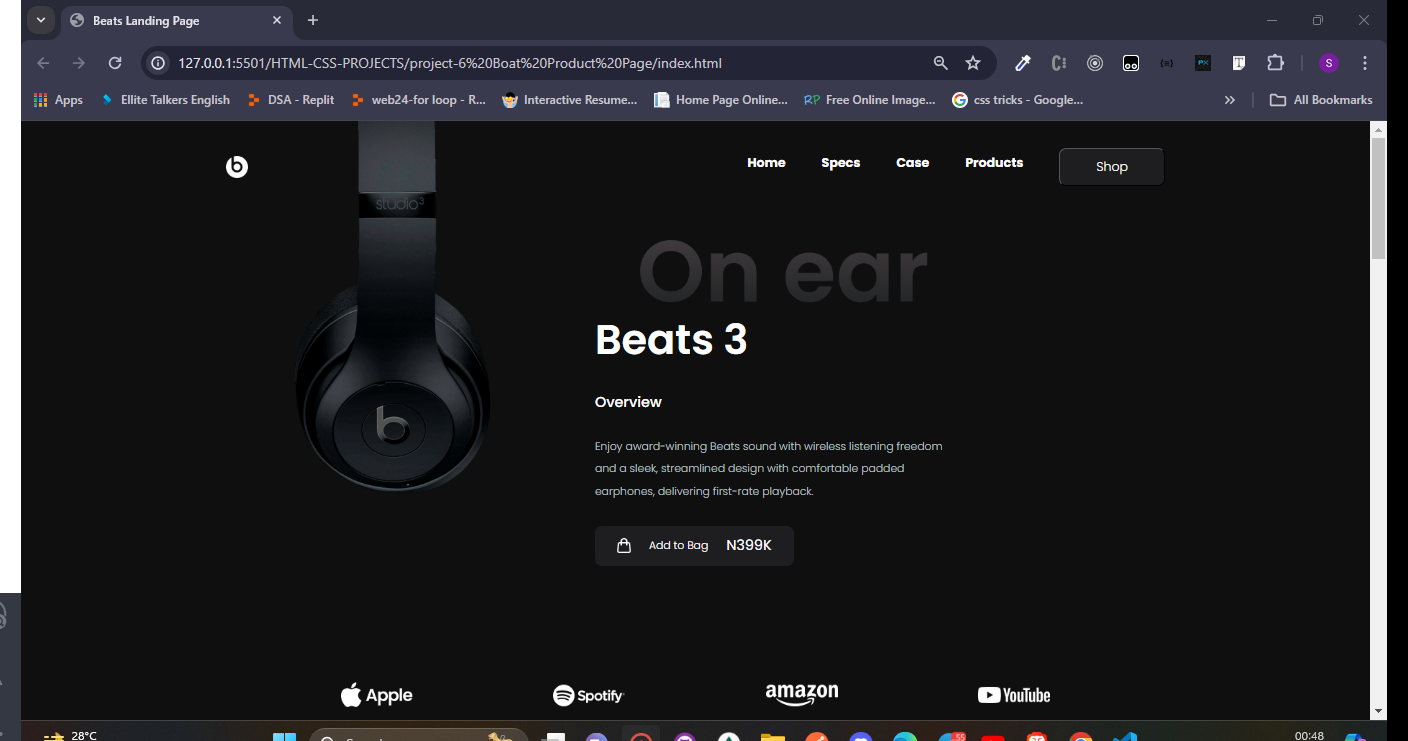 Beats Landing Page
127.0.0.1:5501/HTML-CSS-PROJECTS/project-6%20Boat%20Product%20Page/index.html
S
Apps
Ellite Talkers English
DSA - Replit
web24-for loop - R...
Interactive Resume...
RP Free Online Image...
Home Page Online...
css tricks - Google...
All Bookmarks
b
Home Specs Case Products Shop
studio3
On ear
Beats 3
Overview
Enjoy award-winning Beats sound with wireless listening freedom
and a sleek, streamlined design with comfortable padded
earphones, delivering first-rate playback.
Add to Bag N399K
Apple Spotify amazon YouTube
28°C
55
00:48